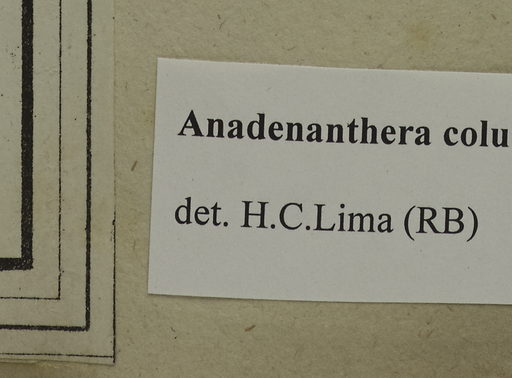 Anadenanthera colu
det. H.C.Lima (RB)